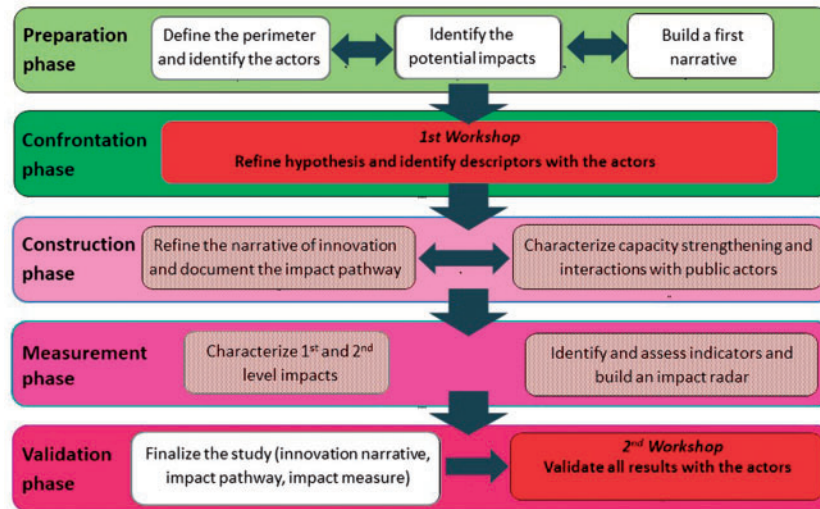 Preparation
phase
Define the perimeter
and identify the actors
Identify the
potential impacts
Build a first
narrative
Confrontation
phase
1st Workshop
Refine hypothesis and identify descriptors with the actors
Construction
phase
Refine the narrative of innovation
and document the impact pathway
Characterize capacity strengthening and
interactions with public actors
Measurement
phase
Characterize 1st and 2nd
level impacts
Identify and assess indicators and
build an impact radar
Validation
phase
Finalize the study (innovation narrative,
impact pathway, impact measure)
2nd Workshop
Validate all results with the actors